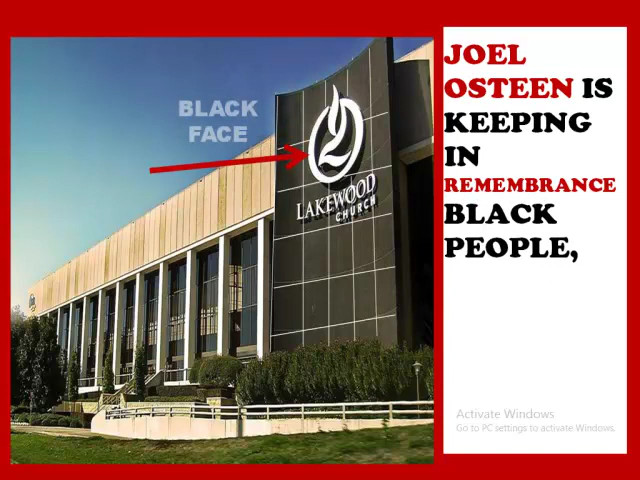 JOEL
OSTEEN IS
KEEPING
IN
REMEMBRANCE
BLACK
PEOPLE,
BLACK
FACE
LAKEWOOD
CHURCH
Activate Windows
Go to PC settings to activate Windows.